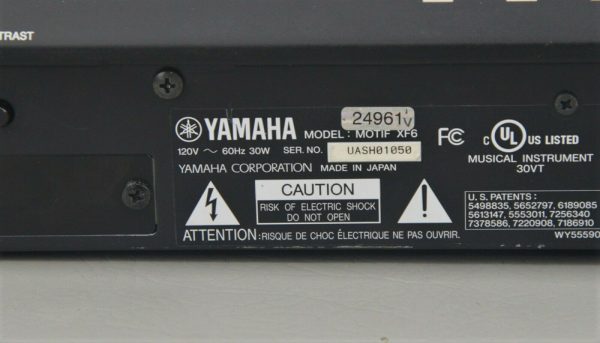 TRAST
YAMAHA
24961
MODEL: MOTIF XF6
120V ~ 60Hz 30W SER. NO. UASH01050
YAMAHA CORPORATION MADE IN JAPAN
FC
C UL US LISTED
MUSICAL INSTRUMENT
30VT
CAUTION
RISK OF ELECTRIC SHOCK
DO NOT OPEN
ATTENTION:RISQUE DE CHOC ÉLECTRIQUE NE PAS OUVRIR.
U.S. PATENTS:
5498835, 5652797, 6189085
5613147, 5553011, 7256340
7378586, 7220908, 7186910
WY55590